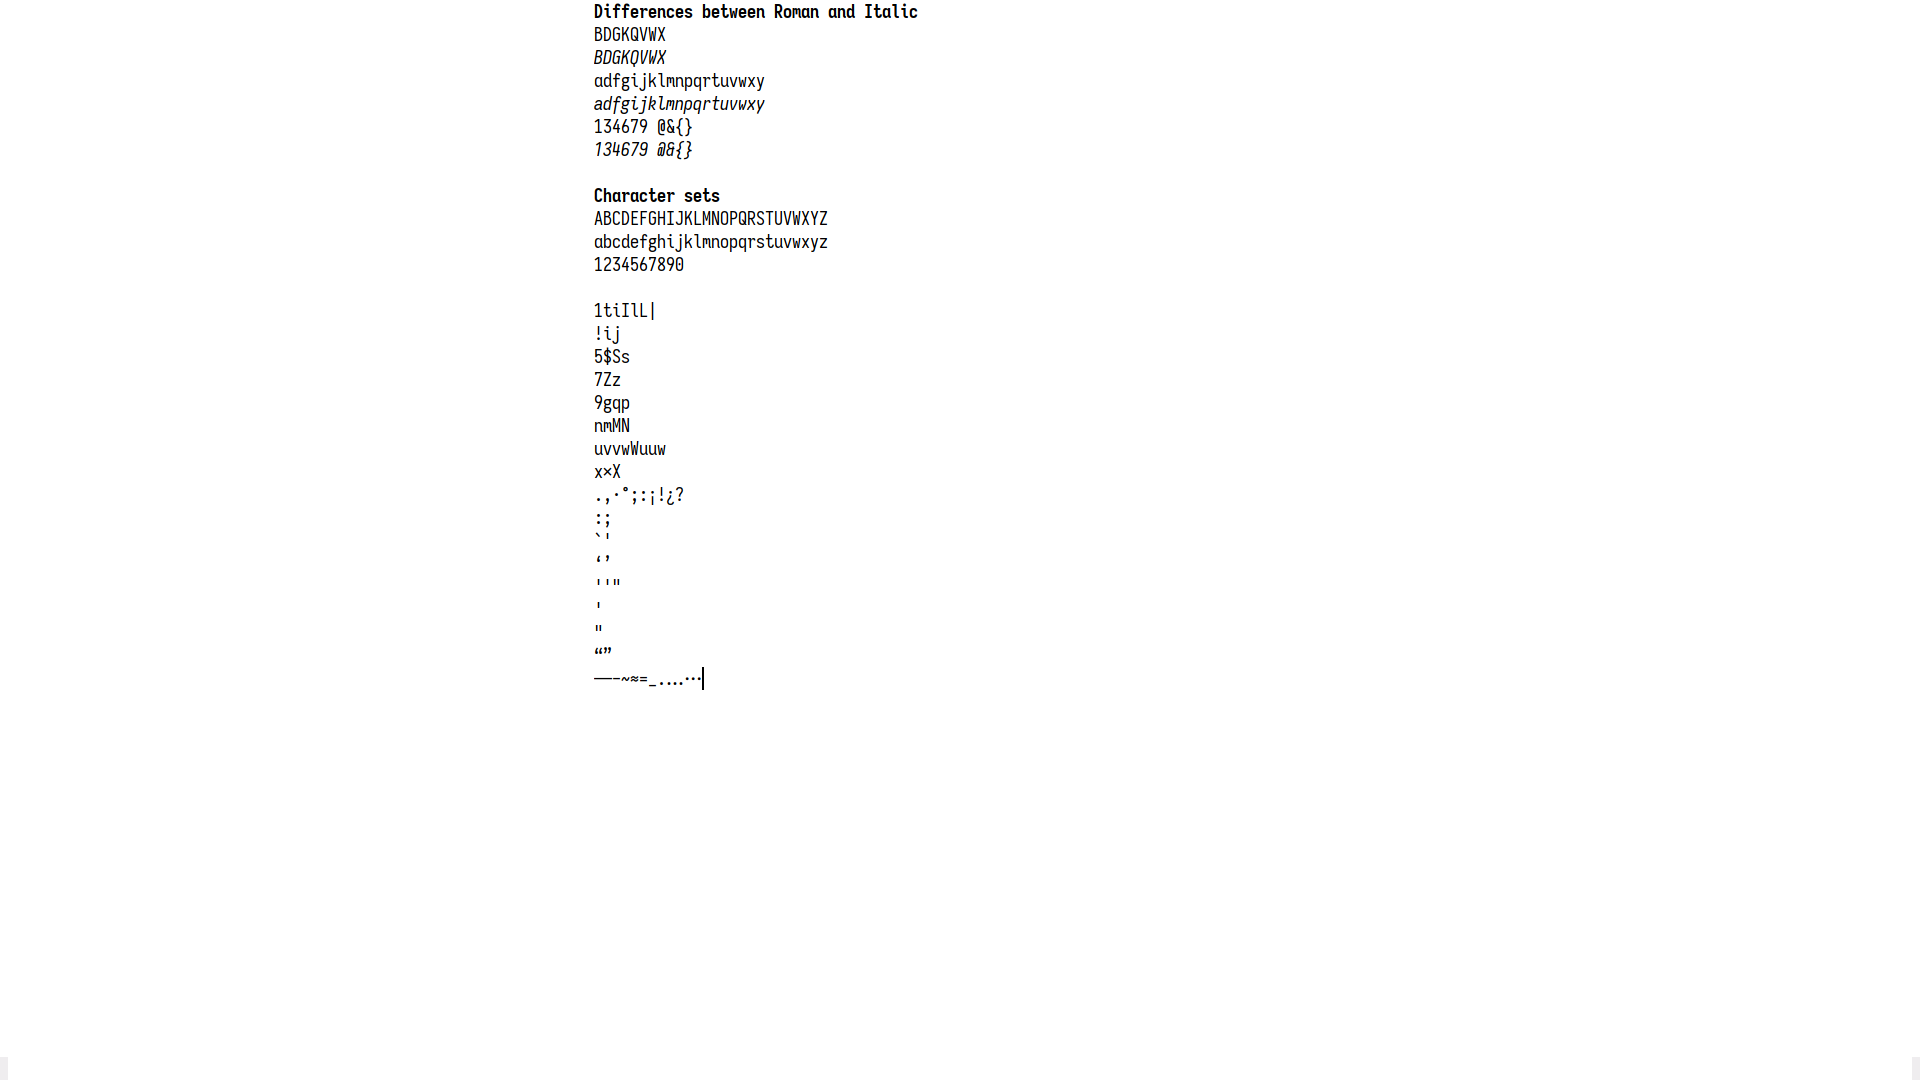 Differences between Roman and Italic
BDGKQVWX
BDGKQVWX
adfgijklmnpqrtuvwxy
adfgijklmnpqrtuvwxy
134679 @&{}
134679 @&{}
Character sets
ABCDEFGHIJKLMNOPQRSTUVWXYZ
abcdefghijklmnopqrstuvwxyz
1234567890
1tiIlL|
!ij
5$Ss
7Zz
9gqp
nmMN
uvvwWuuw
x×X
.,·°;:¡!¿?
:;
`'
‘’
''"
'
"
“”
—–-~≈=_.…⋯